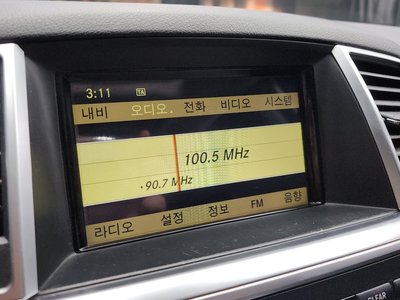 3:11 TA
내비 오디오. 전화 비디오 시스템
100.5 MHz
·90.7 MHz
라디오 설정 정보 FM 음향
CLEAR